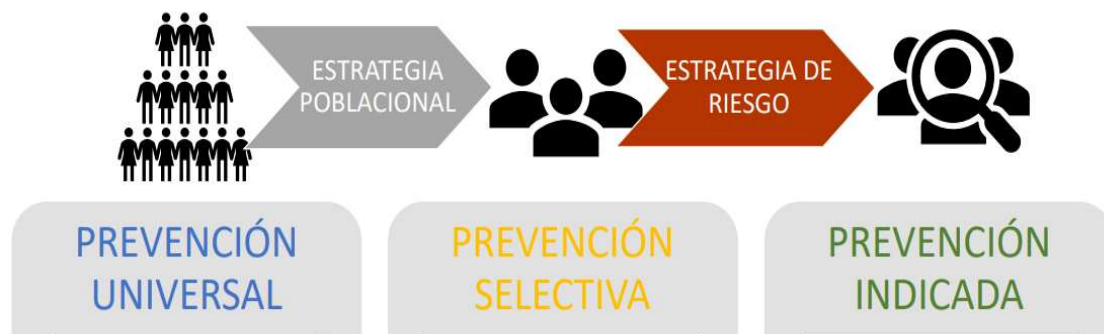 ESTRATEGIA
POBLACIONAL
ESTRATEGIA DE
RIESGO
PREVENCIÓN
UNIVERSAL
PREVENCIÓN
SELECTIVA
PREVENCIÓN
INDICADA